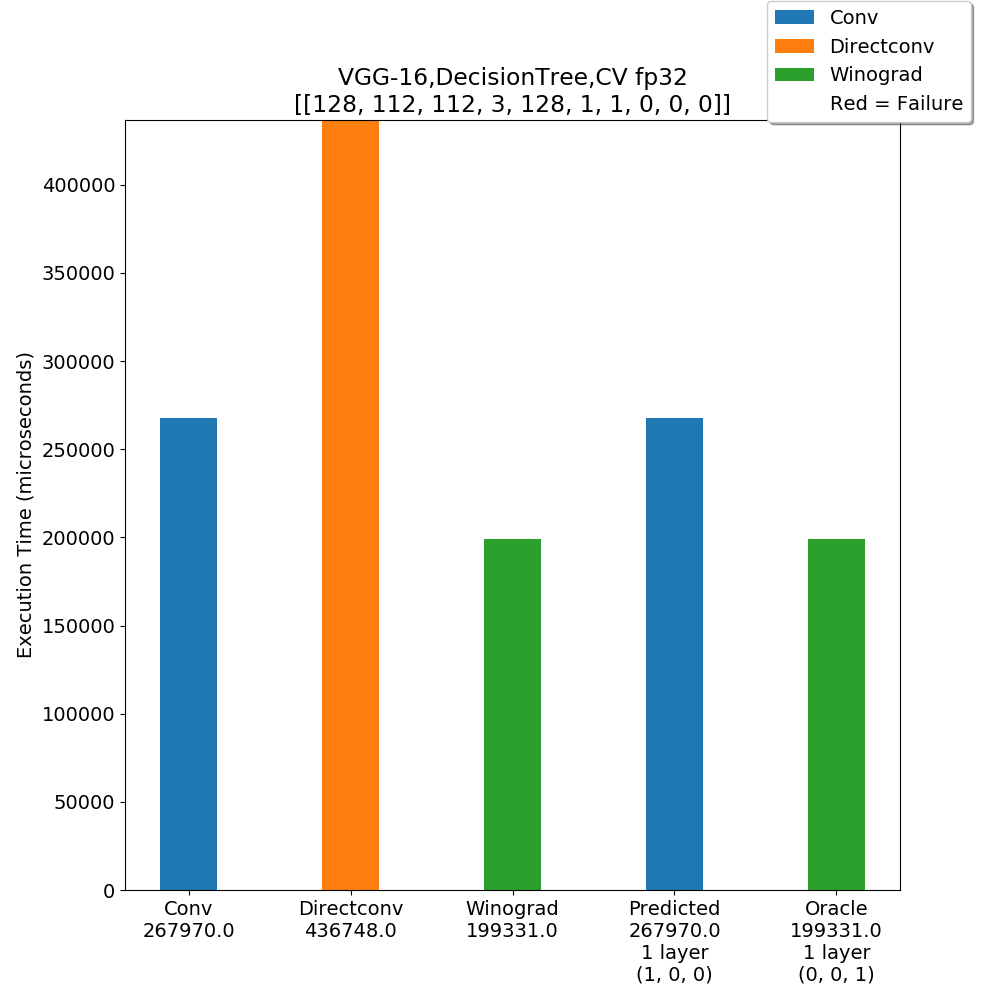 Conv
Directconv
Winograd
Red = Failure
VGG-16,DecisionTree,CV fp32
[[128, 112, 112, 3, 128, 1, 1, 0, 0, 0]]
Execution Time (microseconds)
400000
350000
300000
250000
200000
150000
100000
50000
0
Conv
267970.0
Directconv
436748.0
Winograd
199331.0
Predicted
267970.0
1 layer
(1, 0, 0)
Oracle
199331.0
1 layer
(0, 0, 1)